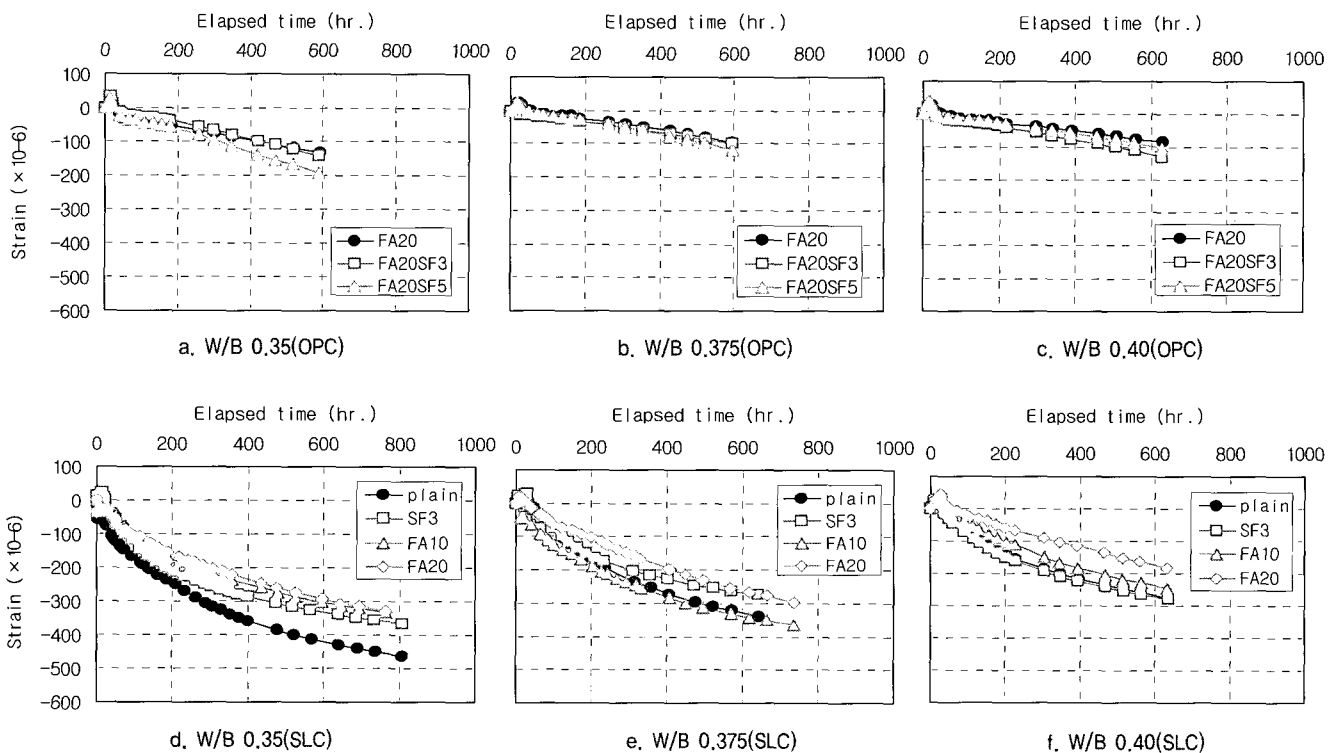 Elapsed time (hr.)
Elapsed time (hr.)
Elapsed time (hr.)
0 200 400 600 800 1000
0 200 400 600 800 1000
0 200 400 600 800 1000
Strain (×10-6)
100
0
-100
-200
-300
-400
-500
-600
FA20
FA20SF3
FA20SF5
FA20
FA20SF3
FA20SF5
FA20
FA20SF3
FA20SF5
a. W/B 0.35(OPC)
b. W/B 0.375(OPC)
c. W/B 0.40(OPC)
Elapsed time (hr.)
Elapsed time (hr.)
Elapsed time (hr.)
0 200 400 600 800 1000
0 200 400 600 800 1000
0 200 400 600 800 1000
Strain (×10-6)
100
0
-100
-200
-300
-400
-500
-600
plain
SF3
FA10
FA20
plain
SF3
FA10
FA20
plain
SF3
FA10
FA20
d. W/B 0.35(SLC)
e. W/B 0.375(SLC)
f. W/B 0.40(SLC)